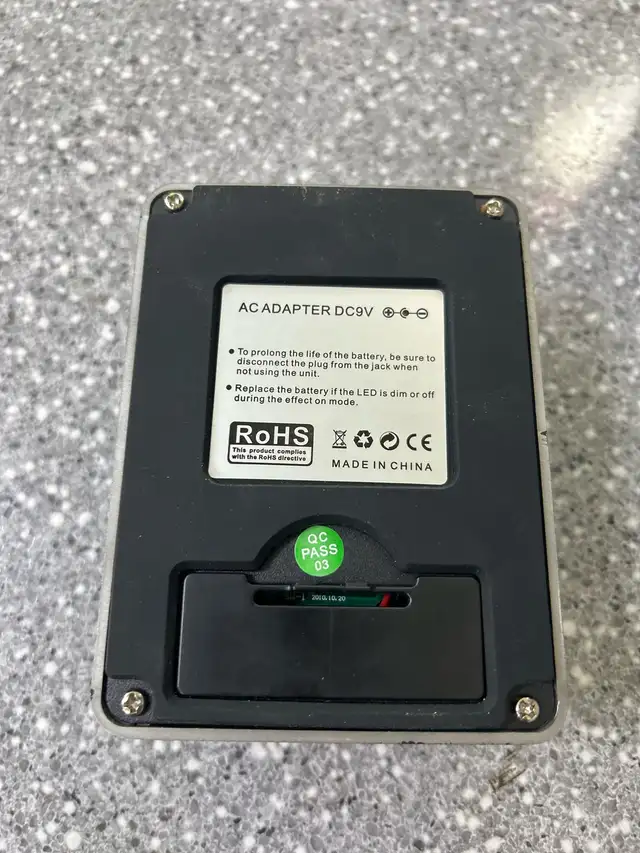 AC ADAPTER DC9V
To prolong the life of the battery, be sure to
disconnect the plug from the jack when
not using the unit.
Replace the battery if the LED is dim or off
during the effect on mode.
RoHS
This product complies
with the RoHS directive
CE
MADE IN CHINA
QC
PASS
03
2010.10.20